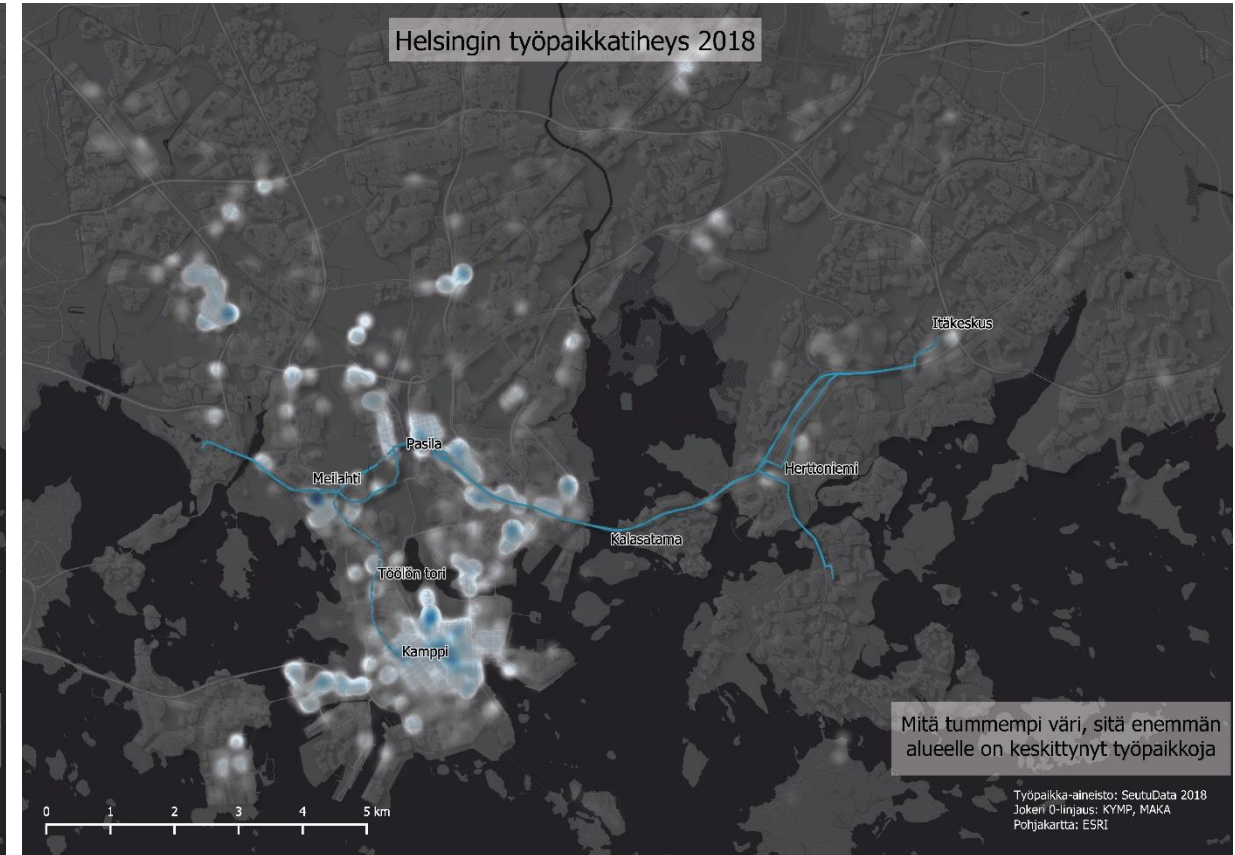 Helsingin työpaikkatiheys 2018
Itäkeskus
Pasila
Meilahti
Herttoniemi
Kalasatama
Töölön tori
Kamppi
Mitä tummempi väri, sitä enemmän
alueelle on keskittynyt työpaikkoja
Työpaikka-aineisto: SeutuData 2018
Jokeri 0-linjaus: KYMP, MAKA
Pohjakartta: ESRI
0 1 2 3 4 5 km